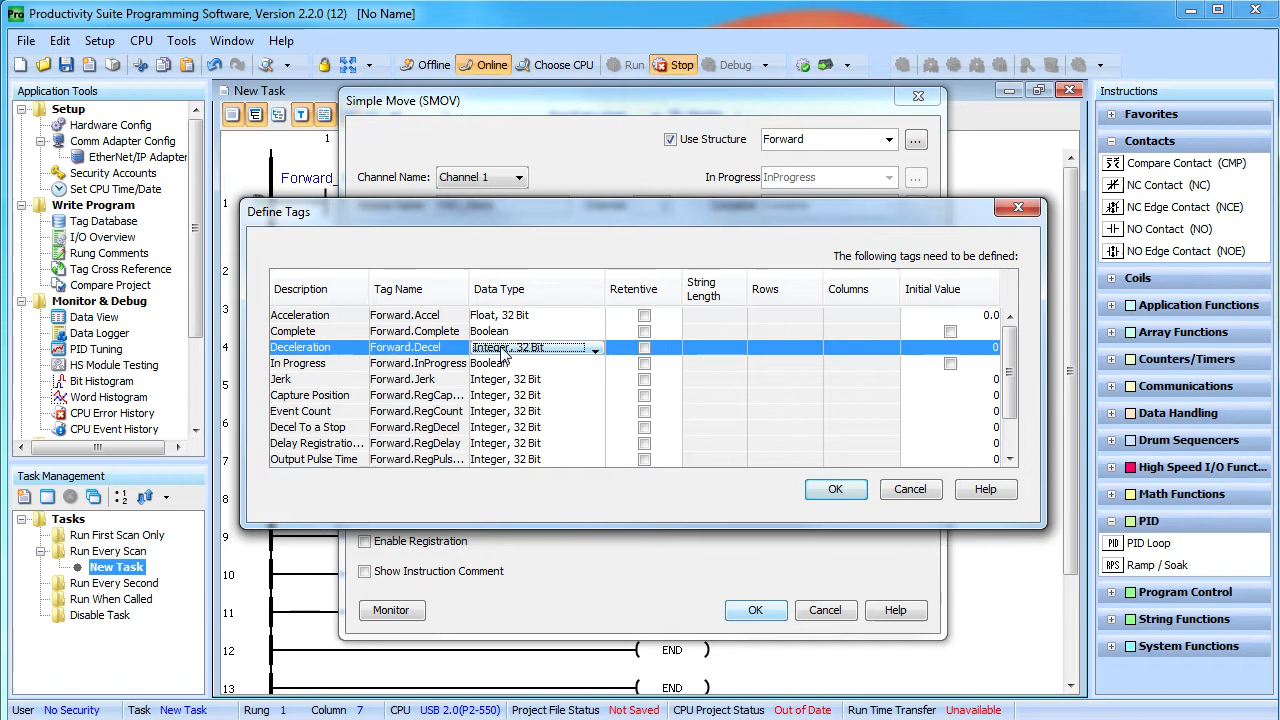 Pro Productivity Suite Programming Software, Version 2.2.0 (12) [No Name]
File Edit Setup CPU Tools Window Help
Offline Online Choose CPU Run Stop Debug
Application Tools
Setup
Hardware Config
Comm Adapter Config
EtherNet/IP Adapter
Security Accounts
Set CPU Time/Date
Write Program
Tag Database
I/O Overview
Rung Comments
Tag Cross Reference
Compare Project
Monitor & Debug
Data View
Data Logger
PID Tuning
HS Module Testing
Bit Histogram
Word Histogram
CPU Error History
CPU Event History
Task Management
Tasks
Run First Scan Only
Run Every Scan
New Task
Run Every Second
Run When Called
Disable Task
New Task
1
Forward_
1
2
3
4
5
6
7
8
9
10
11
12
13
END
END
Simple Move (SMOV)
Use Structure Forward ...
Channel Name: Channel 1 In Progress InProgress ...
Define Tags
The following tags need to be defined:
Description Tag Name Data Type Retentive String Length Rows Columns Initial Value
Acceleration Forward.Accel Float, 32 Bit 0.0
Complete Forward.Complete Boolean
Deceleration Forward.Decel Integer, 32 Bit 0
In Progress Forward.InProgress Boolean
Jerk Forward.Jerk Integer, 32 Bit 0
Capture Position Forward.RegCap... Integer, 32 Bit 0
Event Count Forward.RegCount Integer, 32 Bit 0
Decel To a Stop Forward.RegDecel Integer, 32 Bit 0
Delay Registratio... Forward.RegDelay Integer, 32 Bit 0
Output Pulse Time Forward.RegPuls... Integer, 32 Bit 0
OK Cancel Help
Enable Registration
Show Instruction Comment
Monitor OK Cancel Help
Instructions
Favorites
Contacts
Compare Contact (CMP)
NC Contact (NC)
NC Edge Contact (NCE)
NO Contact (NO)
NO Edge Contact (NOE)
Coils
Application Functions
Array Functions
Counters/Timers
Communications
Data Handling
Drum Sequencers
High Speed I/O Funct...
Math Functions
PID
PID PID Loop
RPS Ramp / Soak
Program Control
String Functions
System Functions
User No Security Task New Task Rung 1 Column 7 CPU USB 2.0(P2-550) Project File Status Not Saved CPU Project Status Out of Date Run Time Transfer Unavailable